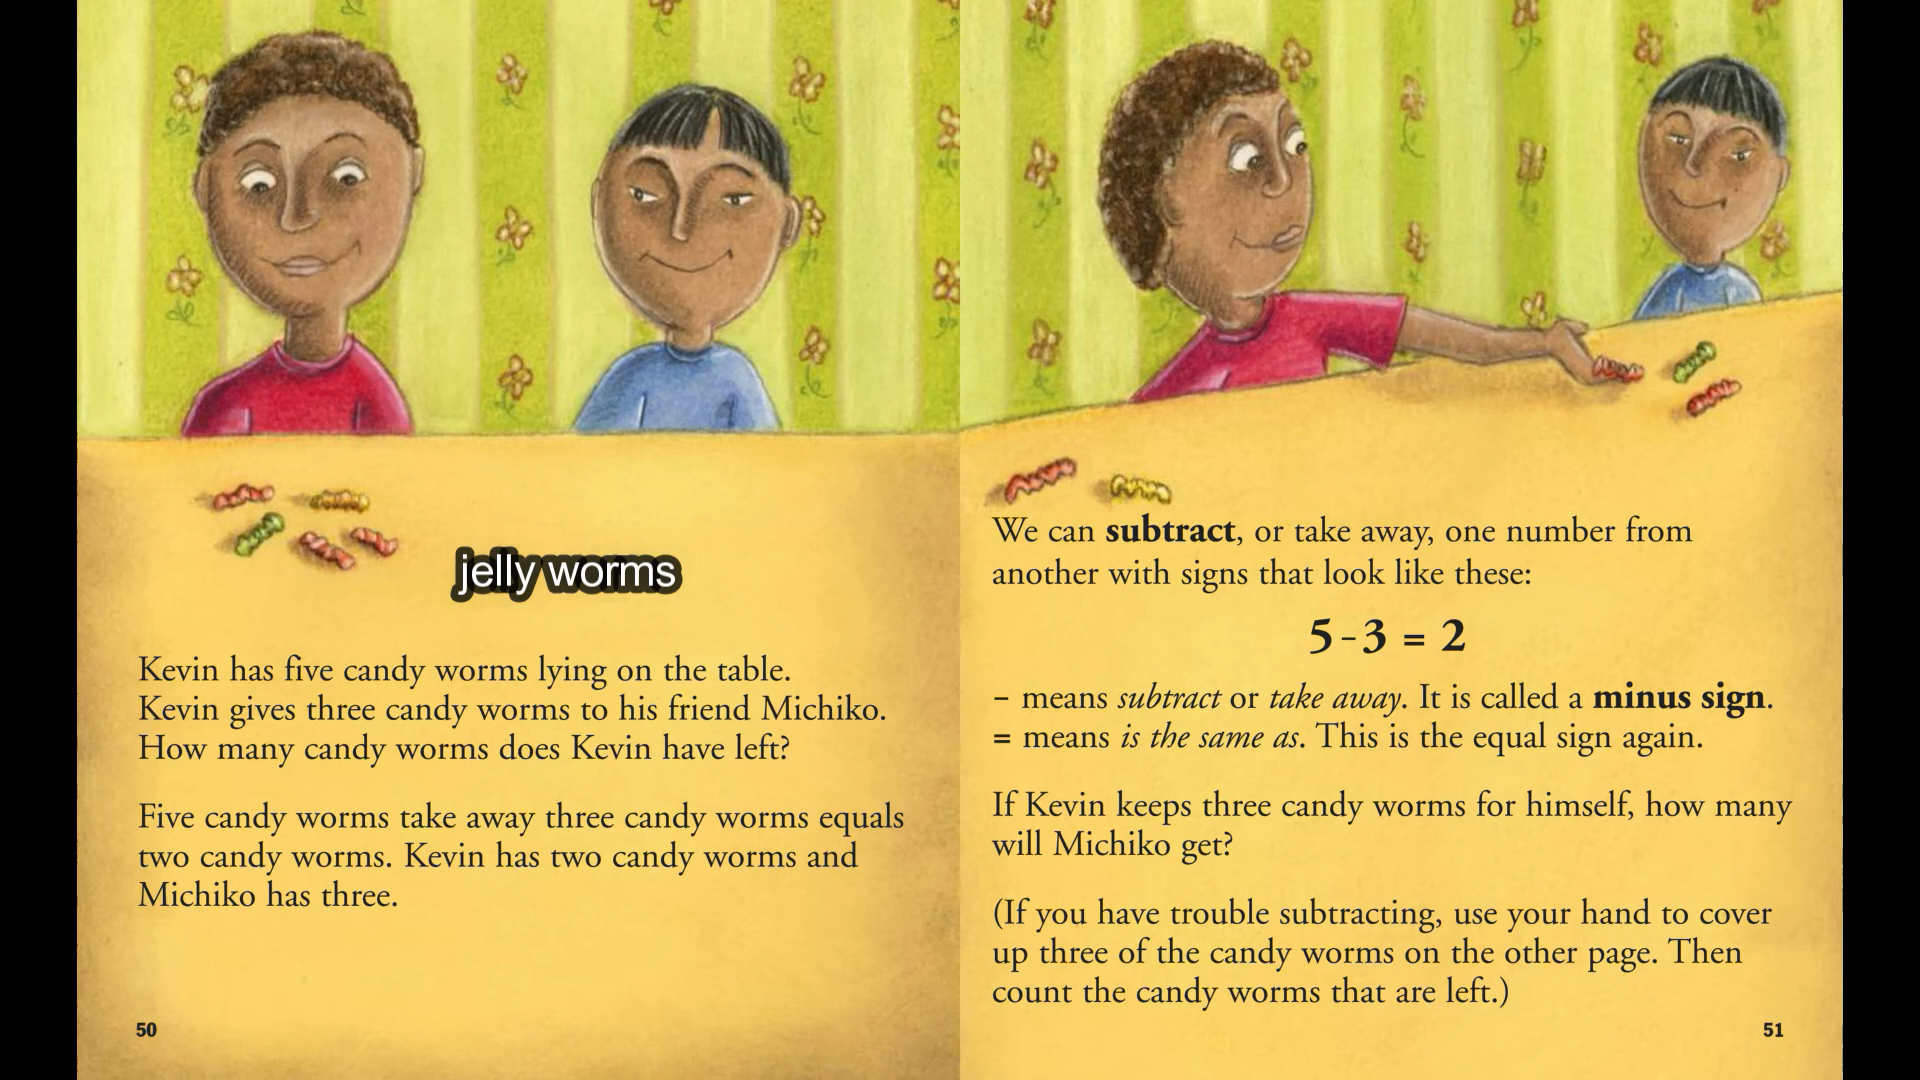 jelly worms
Kevin has five candy worms lying on the table.
Kevin gives three candy worms to his friend Michiko.
How many candy worms does Kevin have left?
Five candy worms take away three candy worms equals
two candy worms. Kevin has two candy worms and
Michiko has three.
50
We can subtract, or take away, one number from
another with signs that look like these:
5 - 3 = 2
– means subtract or take away. It is called a minus sign.
= means is the same as. This is the equal sign again.
If Kevin keeps three candy worms for himself, how many
will Michiko get?
(If you have trouble subtracting, use your hand to cover
up three of the candy worms on the other page. Then
count the candy worms that are left.)
51